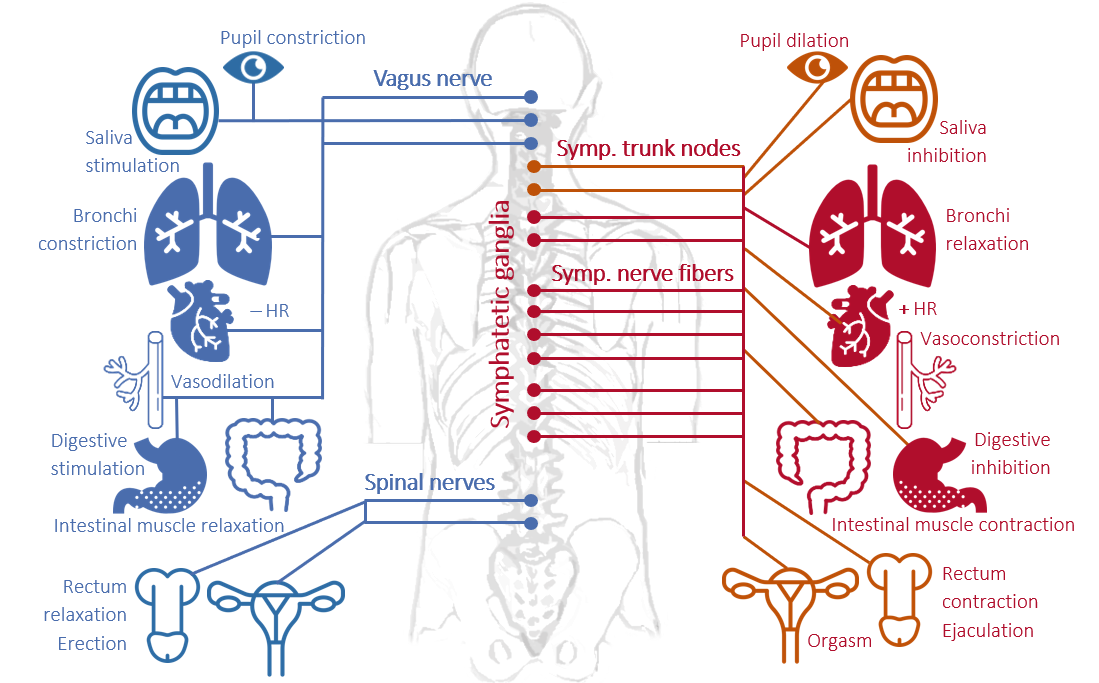 Pupil constriction
Vagus nerve
Saliva
stimulation
Bronchi
constriction
– HR
Vasodilation
Digestive
stimulation
Intestinal muscle relaxation
Spinal nerves
Rectum
relaxation
Erection
Symphatetic ganglia
Pupil dilation
Saliva
inhibition
Symp. trunk nodes
Bronchi
relaxation
Symp. nerve fibers
+ HR
Vasoconstriction
Digestive
inhibition
Intestinal muscle contraction
Rectum
contraction
Ejaculation
Orgasm